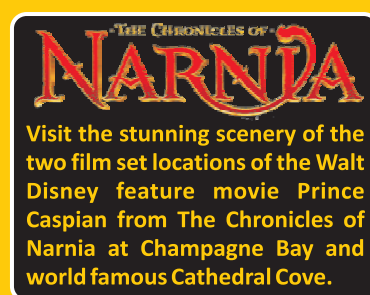 THE CHRONICLES OF
NARNIA
Visit the stunning scenery of the
two film set locations of the Walt
Disney feature movie Prince
Caspian from The Chronicles of
Narnia at Champagne Bay and
world famous Cathedral Cove.